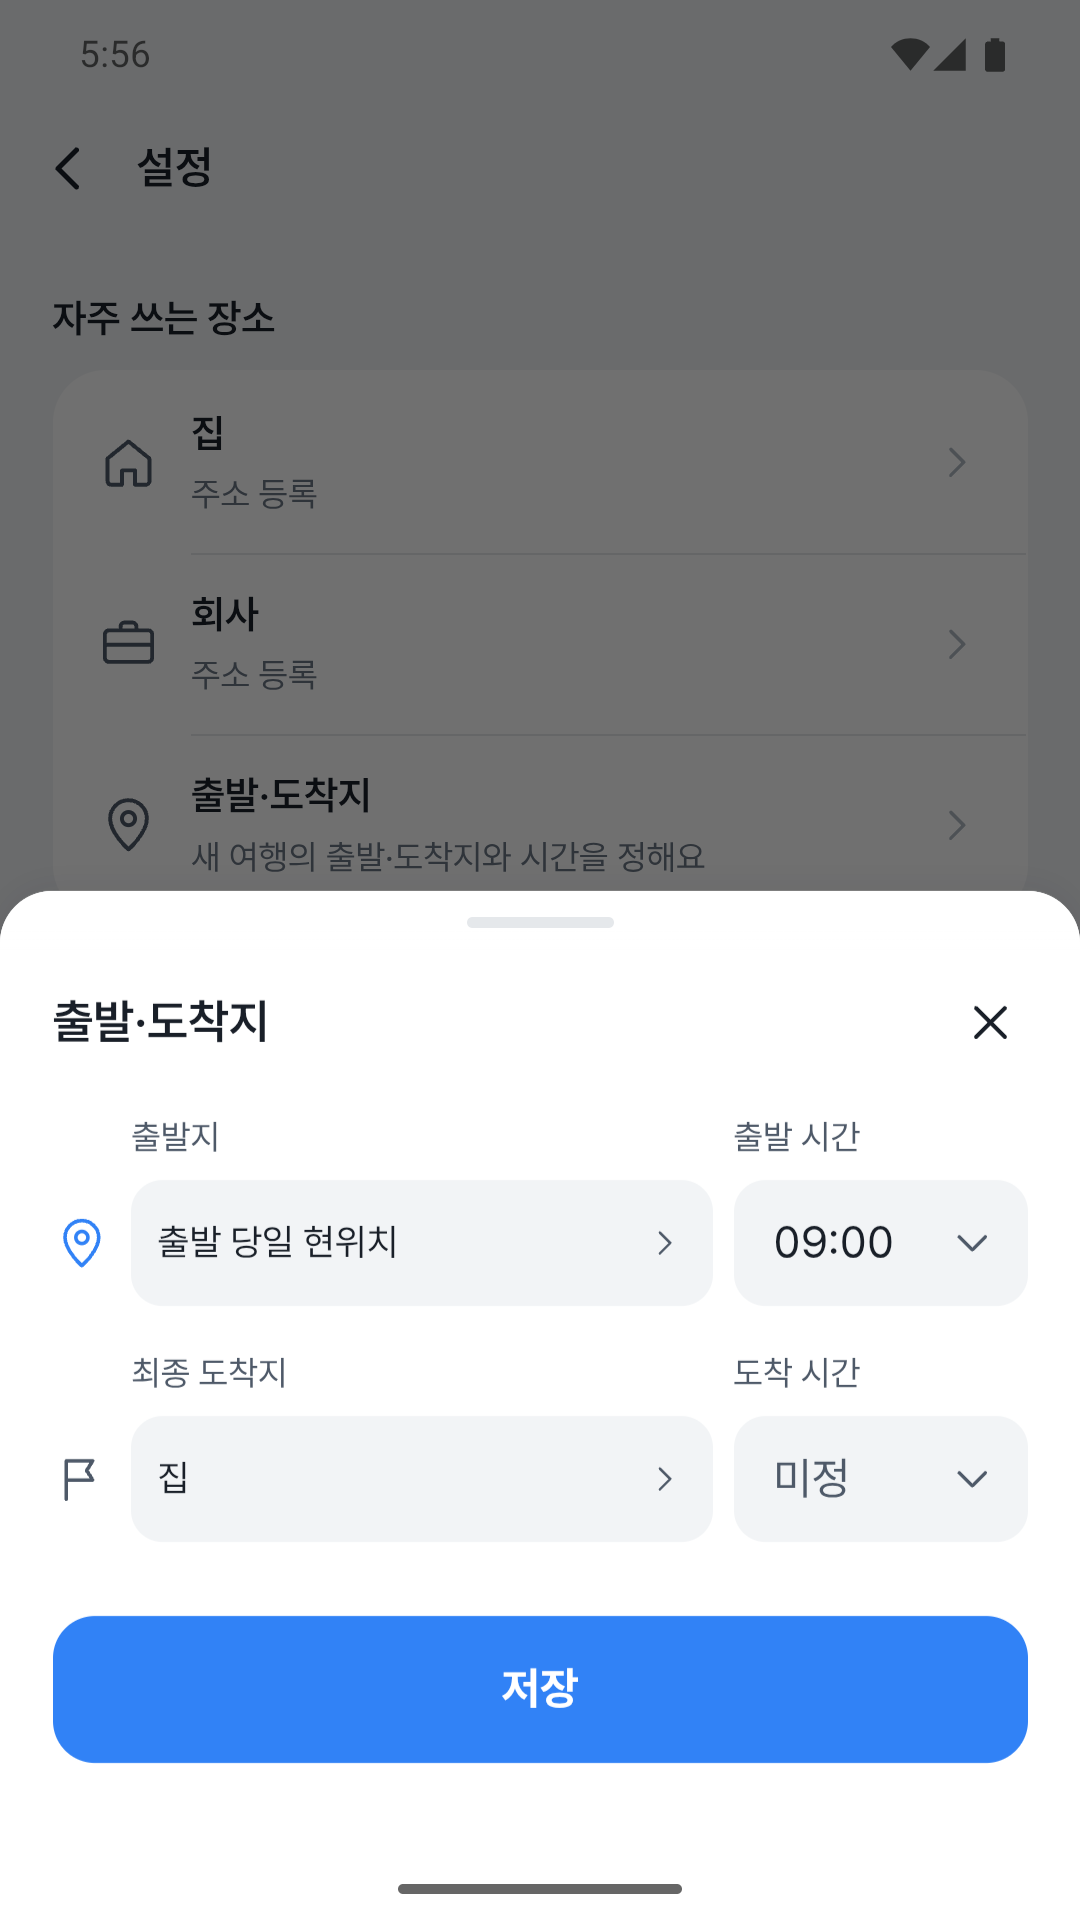 5:56
설정
자주 쓰는 장소
집
주소 등록
회사
주소 등록
출발·도착지
새 여행의 출발·도착지와 시간을 정해요
출발·도착지
출발지 출발 시간
출발 당일 현위치 09:00
최종 도착지 도착 시간
집 미정
저장